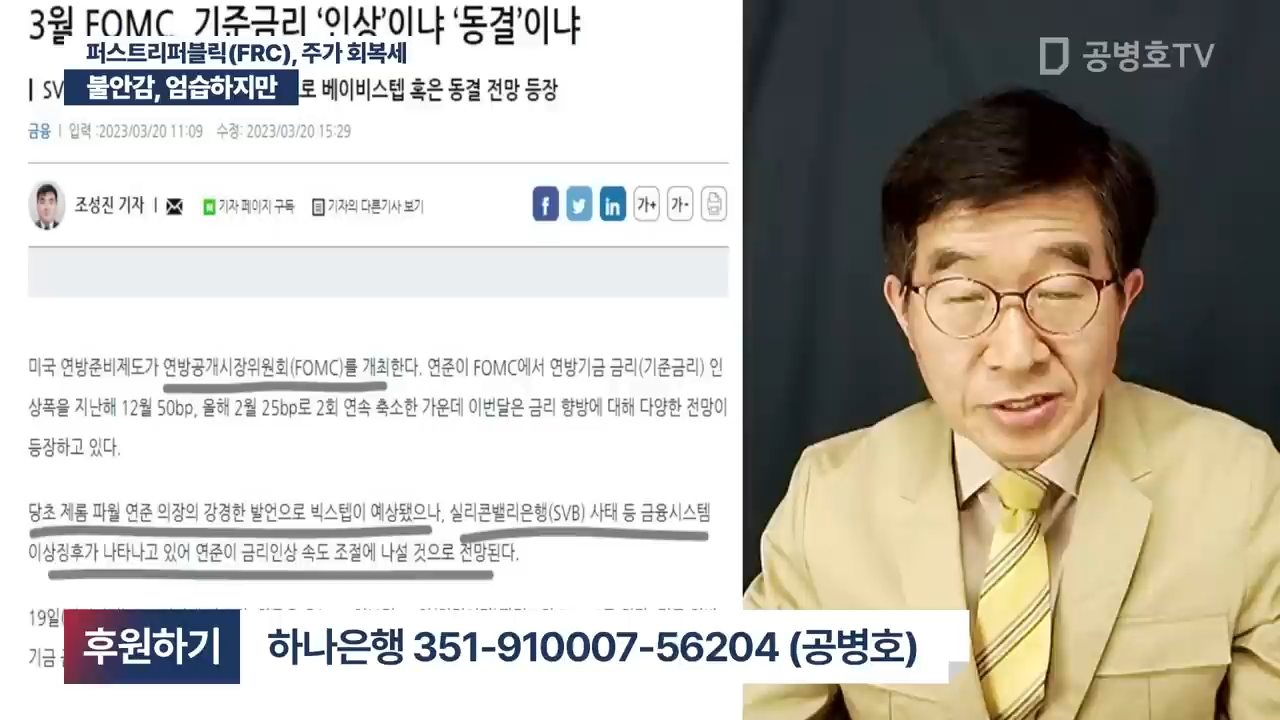 3월 FOMC, 기준금리 ‘인상’이냐 ‘동결’이냐
퍼스트리퍼블릭(FRC), 주가 회복세
불안감, 엄습하지만
SV
로 베이비스텝 혹은 동결 전망 등장
공병호TV
금융 | 입력 :2023/03/20 11:09 수정: 2023/03/20 15:29
조성진 기자 |
기자 페이지 구독
기자의 다른기사 보기
가+
가-
미국 연방준비제도가 연방공개시장위원회(FOMC)를 개최한다. 연준이 FOMC에서 연방기금 금리(기준금리) 인
상폭을 지난해 12월 50bp, 올해 2월 25bp로 2회 연속 축소한 가운데 이번달은 금리 향방에 대해 다양한 전망이
등장하고 있다.
당초 제롬 파월 연준 의장의 강경한 발언으로 빅스텝이 예상됐으나, 실리콘밸리은행(SVB) 사태 등 금융시스템
이상징후가 나타나고 있어 연준이 금리인상 속도 조절에 나설 것으로 전망된다.
19일(
기금
후원하기
하나은행 351-910007-56204 (공병호)